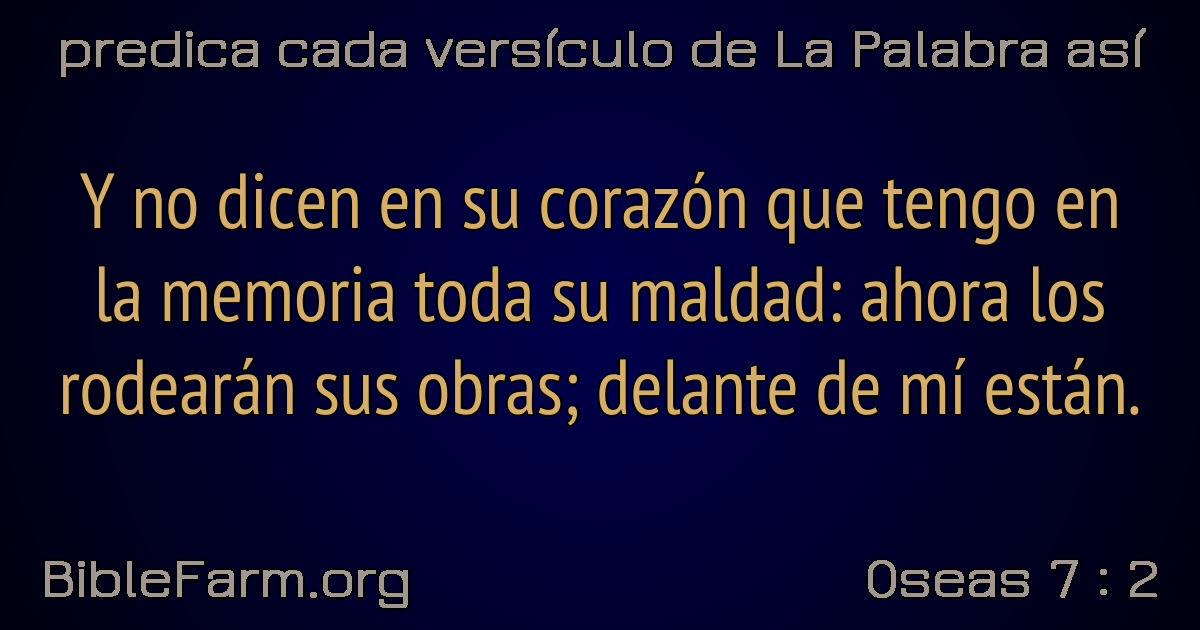 predica cada versículo de La Palabra así
Y no dicen en su corazón que tengo en
la memoria toda su maldad: ahora los
rodearán sus obras; delante de mí están.
BibleFarm.org
Oseas 7 : 2